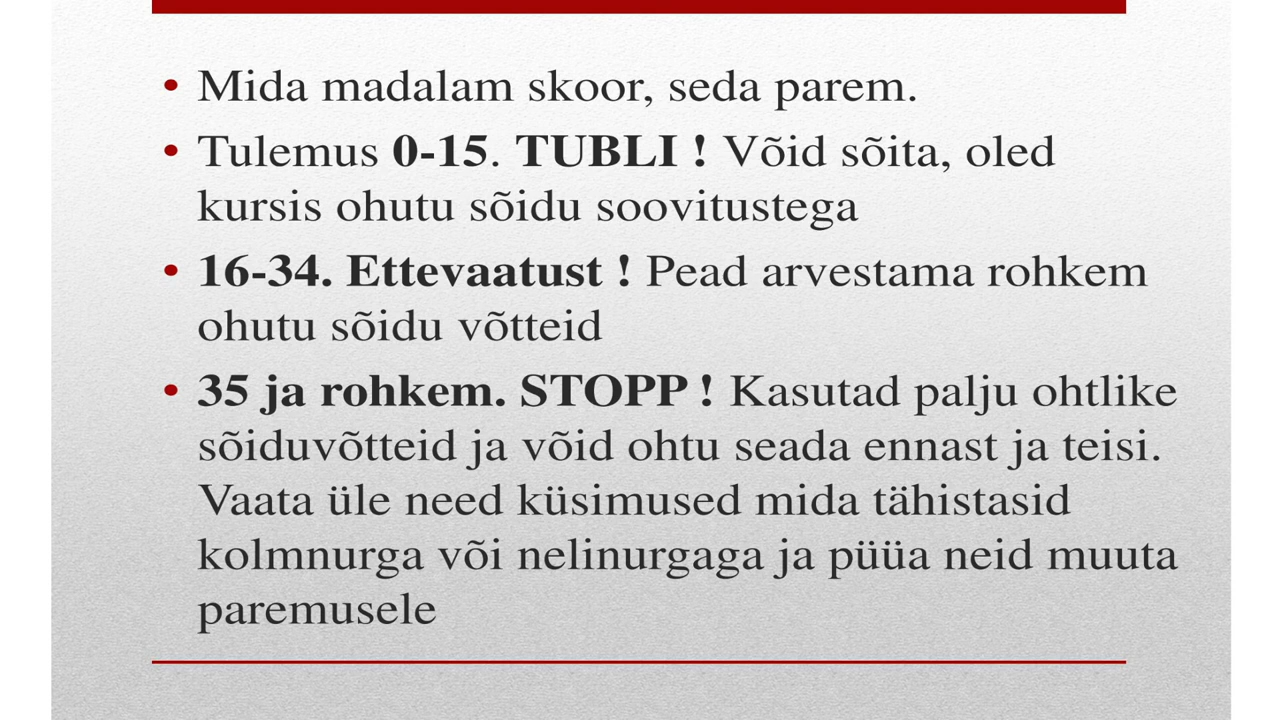 • Mida madalam skoor, seda parem.
• Tulemus 0-15. TUBLI ! Võid sõita, oled
kursis ohutu sõidu soovitustega
• 16-34. Ettevaatust ! Pead arvestama rohkem
ohutu sõidu võtteid
• 35 ja rohkem. STOPP ! Kasutad palju ohtlike
sõiduvõtteid ja võid ohtu seada ennast ja teisi.
Vaata üle need küsimused mida tähistasid
kolmnurga või nelinurgaga ja püüa neid muuta
paremusele